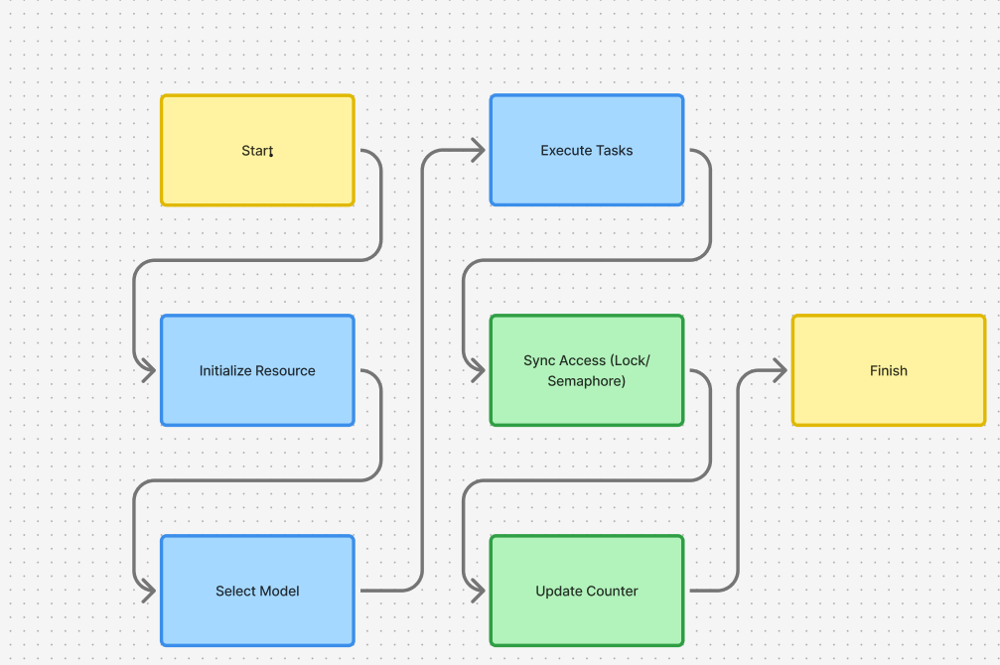 Start
Initialize Resource
Select Model
Execute Tasks
Sync Access (Lock/
Semaphore)
Update Counter
Finish